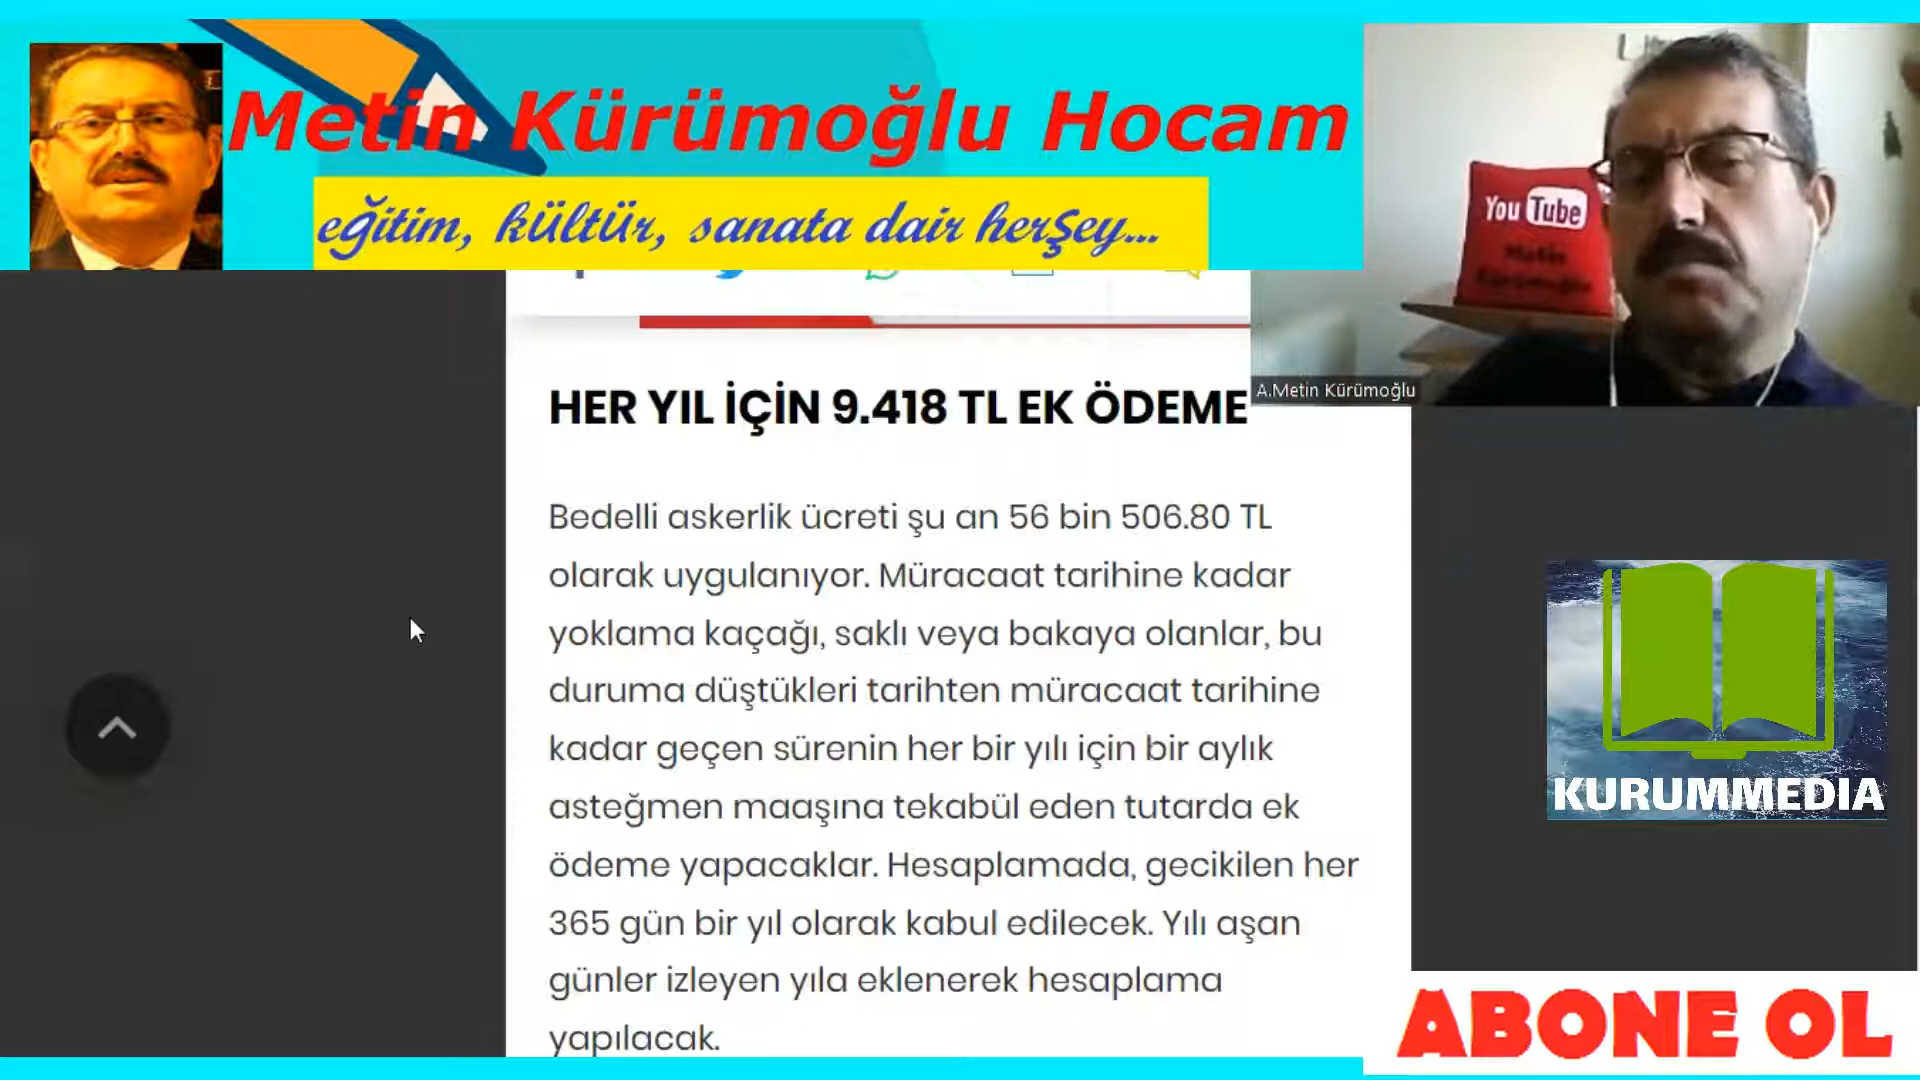 Metin Kürümoğlu Hocam
eğitim, kültür, sanata dair herşey...
You Tube
Metin
Kürümoğlu
A.Metin Kürümoğlu
HER YIL İÇİN 9.418 TL EK ÖDEME
Bedelli askerlik ücreti şu an 56 bin 506.80 TL
olarak uygulanıyor. Müracaat tarihine kadar
yoklama kaçağı, saklı veya bakaya olanlar, bu
duruma düştükleri tarihten müracaat tarihine
kadar geçen sürenin her bir yılı için bir aylık
asteğmen maaşına tekabül eden tutarda ek
ödeme yapacaklar. Hesaplamada, gecikilen her
365 gün bir yıl olarak kabul edilecek. Yılı aşan
günler izleyen yıla eklenerek hesaplama
yapılacak.
KURUMMEDIA
ABONE OL